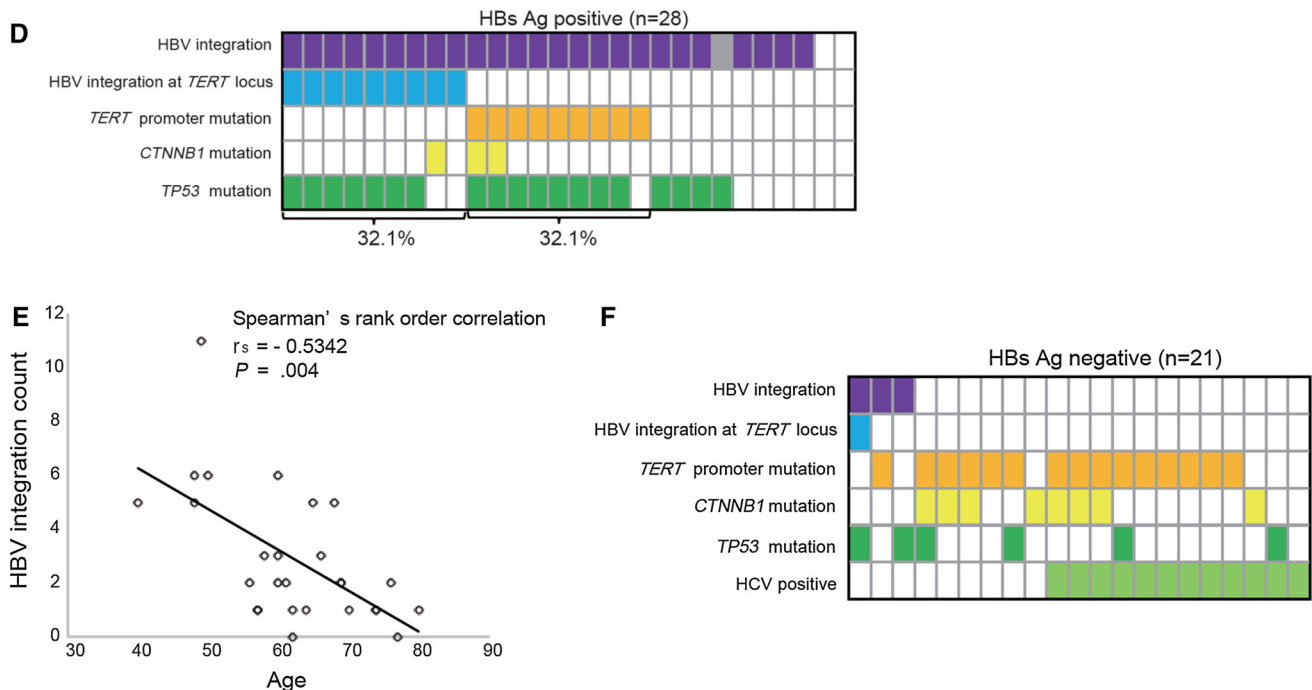 D
HBs Ag positive (n=28)
HBV integration
HBV integration at TERT locus
TERT promoter mutation
CTNNB1 mutation
TP53 mutation
32.1%
32.1%
E
Spearman' s rank order correlation
rs = - 0.5342
P = .004
HBV integration count
12
10
8
6
4
2
0
30
40
50
60
70
80
90
Age
F
HBs Ag negative (n=21)
HBV integration
HBV integration at TERT locus
TERT promoter mutation
CTNNB1 mutation
TP53 mutation
HCV positive